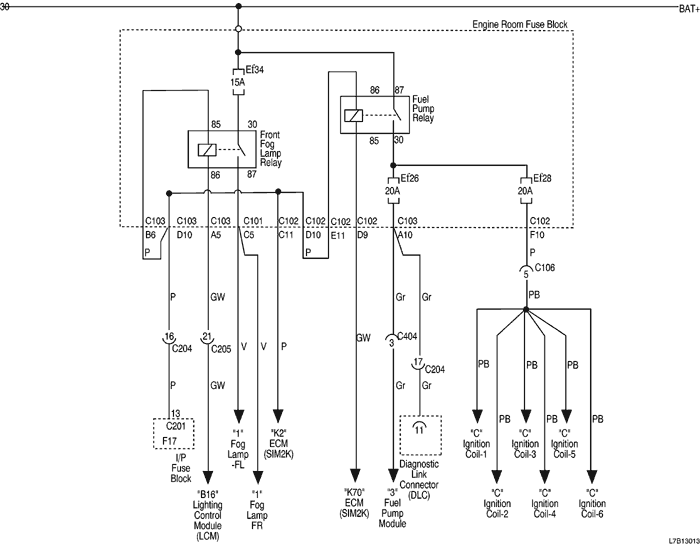 30
BAT+
Engine Room Fuse Block
Ef34
15A
86 87
Fuel
Pump
Relay
85 30
85 30
Front
Fog
Lamp
Relay
86 87
Ef26
20A
Ef28
20A
C103 C103 C103 C101 C102 C102 C102 C102 C103 C102
B6 D10 A5 C5 C11 D10 E11 D9 A10 F10
P P P
5 C106
PB
P GW Gr Gr
16 C204
21 C205
V V P
GW
3 C404
17 C204
PB PB PB
P GW Gr Gr
PB PB PB
13
C201
F17
I/P
Fuse
Block
"B16"
Lighting
Control
Module
(LCM)
"1"
Fog
Lamp
-FL
"1"
Fog
Lamp
FR
"K2"
ECM
(SIM2K)
"K70"
ECM
(SIM2K)
"3"
Fuel
Pump
Module
11
Diagnostic
Link
Connector
(DLC)
"C"
Ignition
Coil-1
"C"
Ignition
Coil-3
"C"
Ignition
Coil-5
"C"
Ignition
Coil-2
"C"
Ignition
Coil-4
"C"
Ignition
Coil-6
L7B13013